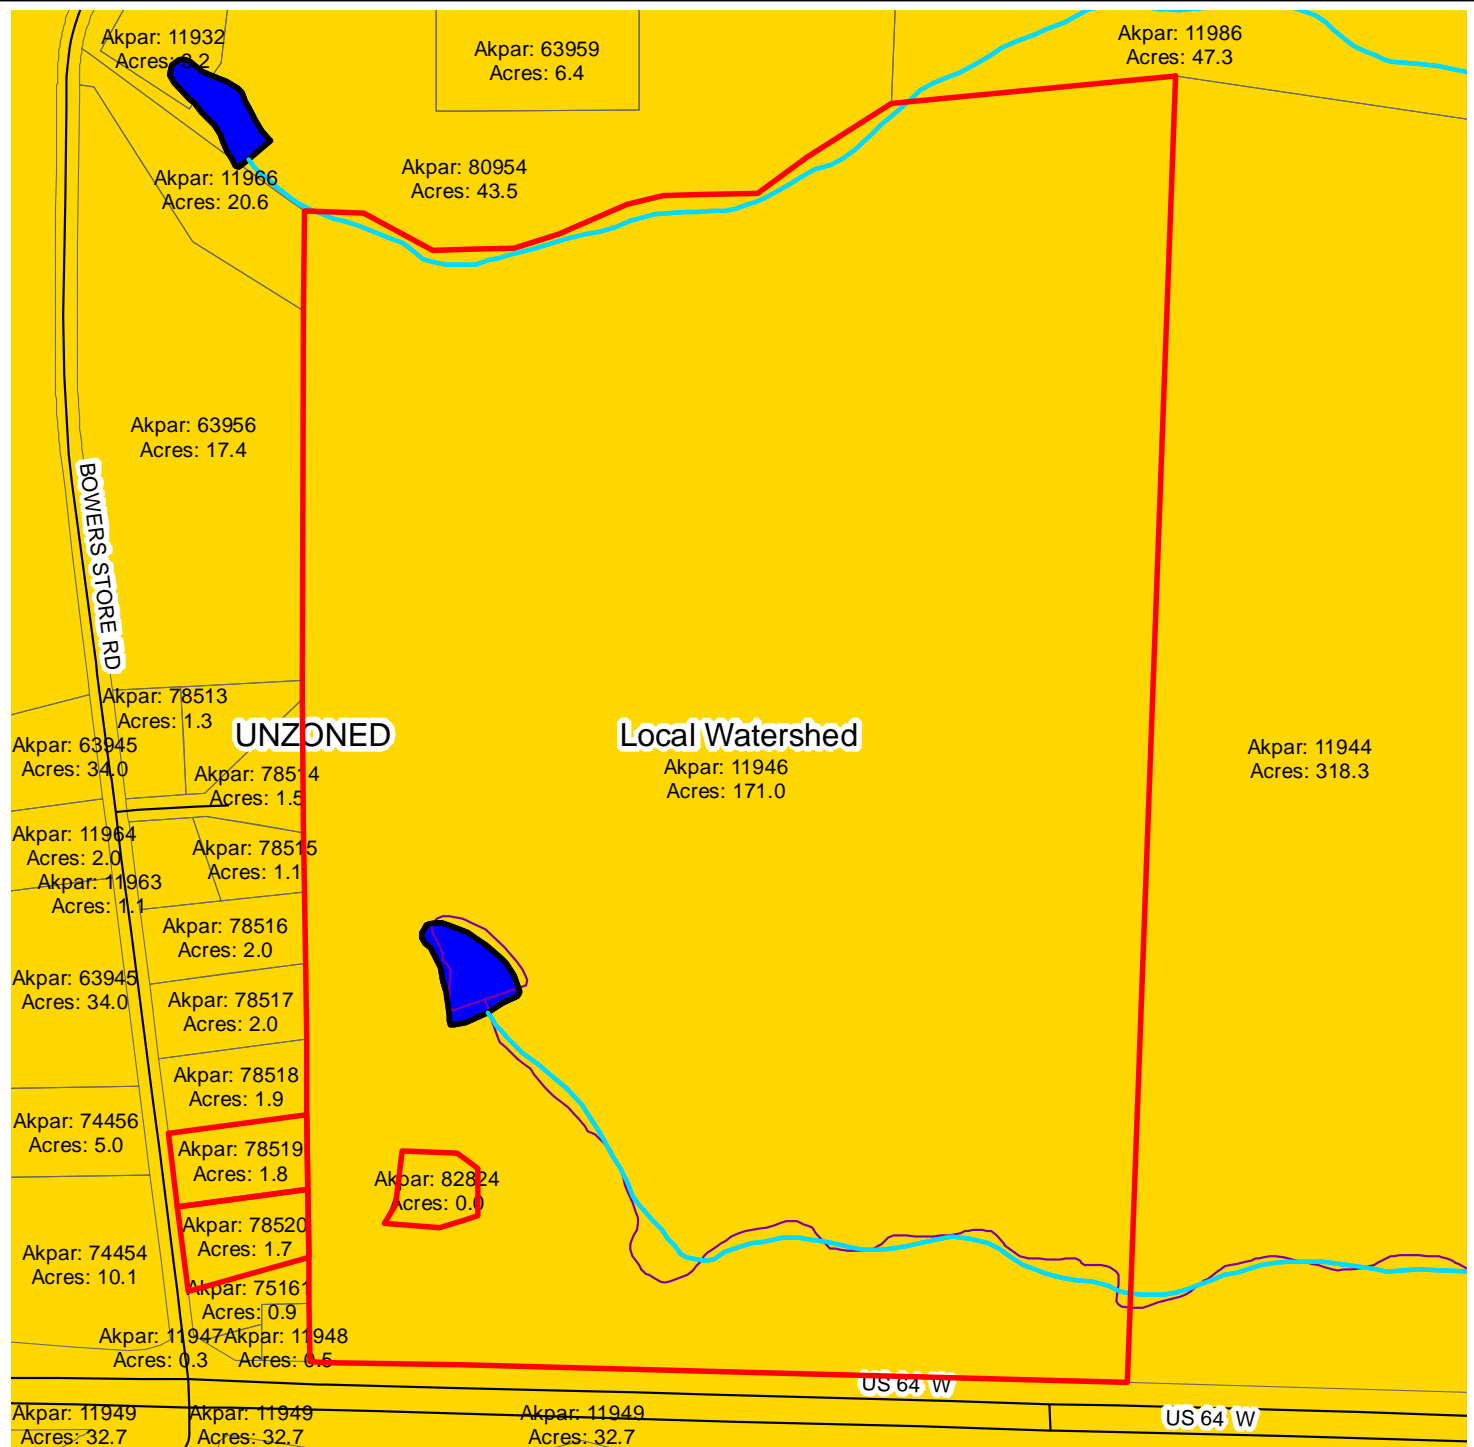 Akpar: 11932
Acres: 3.2
Akpar: 63959
Acres: 6.4
Akpar: 11986
Acres: 47.3
Akpar: 11966
Acres: 20.6
Akpar: 80954
Acres: 43.5
Akpar: 63956
Acres: 17.4
BOWERS STORE RD
Akpar: 78513
Acres: 1.3
UNZONED
Local Watershed
Akpar: 63945
Acres: 34.0
Akpar: 78514
Acres: 1.5
Akpar: 11946
Acres: 171.0
Akpar: 11944
Acres: 318.3
Akpar: 11964
Acres: 2.0
Akpar: 78515
Acres: 1.1
Akpar: 11963
Acres: 1.1
Akpar: 78516
Acres: 2.0
Akpar: 63945
Acres: 34.0
Akpar: 78517
Acres: 2.0
Akpar: 78518
Acres: 1.9
Akpar: 74456
Acres: 5.0
Akpar: 78519
Acres: 1.8
Akpar: 82824
Acres: 0.0
Akpar: 78520
Acres: 1.7
Akpar: 74454
Acres: 10.1
Akpar: 75161
Acres: 0.9
Akpar: 11947
Acres: 0.3
Akpar: 11948
Acres: 0.5
US 64 W
US 64 W
Akpar: 11949
Acres: 32.7
Akpar: 11949
Acres: 32.7
Akpar: 11949
Acres: 32.7